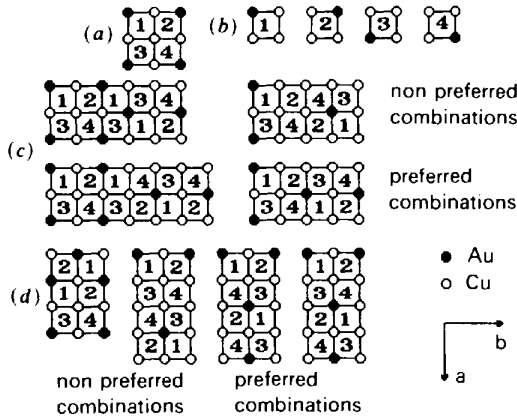 (a) 1 2
3 4
(b) 1 2 3 4
(c)
1 2 1 3 4
3 4 3 1 2
1 2 4 3
3 4 2 1
non preferred
combinations
1 2 1 4 3 4
3 4 3 2 1 2
1 2 3 4
3 4 1 2
preferred
combinations
(d)
2 1
1 2
3 4
1 2
3 4
4 3
2 1
1 2
4 3
2 1
4 3
1 2
4 3
2 1
4 3
non preferred
combinations
preferred
combinations
Au
Cu
b
a